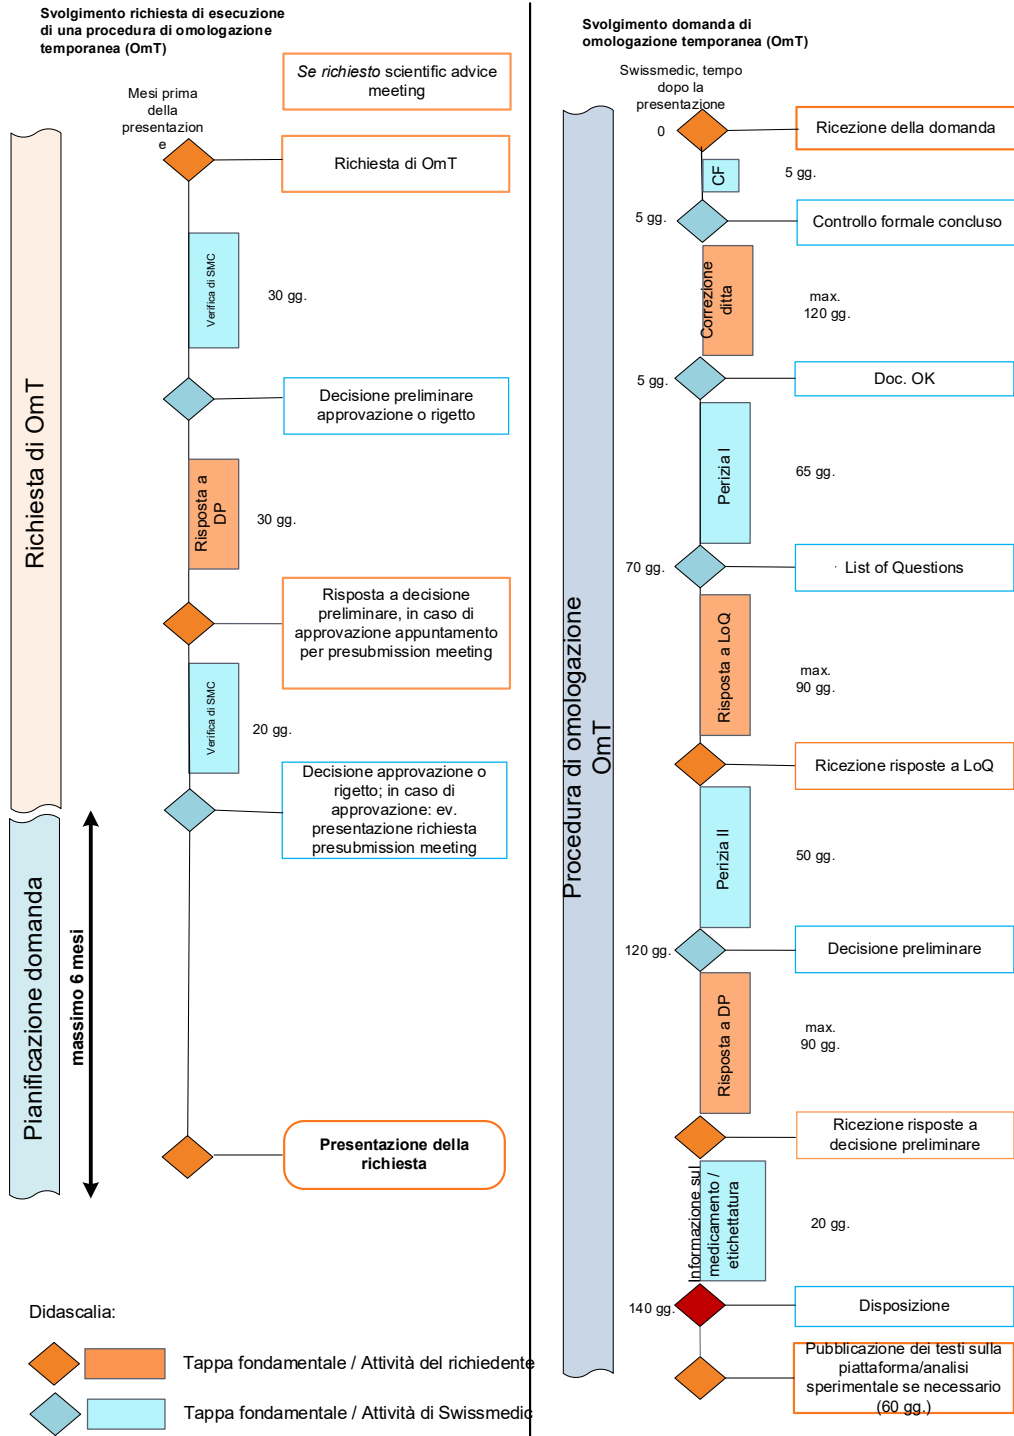 Svolgimento richiesta di esecuzione
di una procedura di omologazione
temporanea (OmT)
Se richiesto scientific advice
meeting
Mesi prima
della
presentazion
e
Richiesta di OmT
Verifica di SMC
30 gg.
Decisione preliminare
approvazione o rigetto
Risposta a
DP
30 gg.
Risposta a decisione
preliminare, in caso di
approvazione appuntamento
per presubmission meeting
Verifica di SMC
20 gg.
Decisione approvazione o
rigetto; in caso di
approvazione: ev.
presentazione richiesta
presubmission meeting
Richiesta di OmT
Pianificazione domanda
massimo 6 mesi
Presentazione della
richiesta
Didascalia:
Tappa fondamentale / Attività del richiedente
Tappa fondamentale / Attività di Swissmedic
Svolgimento domanda di
omologazione temporanea (OmT)
Swissmedic, tempo
dopo la
presentazione
0
Ricezione della domanda
CF
5 gg.
5 gg.
Controllo formale concluso
Correzione
ditta
max.
120 gg.
5 gg.
Doc. OK
Perizia I
65 gg.
70 gg.
List of Questions
Risposta a LoQ
max.
90 gg.
Ricezione risposte a LoQ
Perizia II
50 gg.
120 gg.
Decisione preliminare
Risposta a DP
max.
90 gg.
Ricezione risposte a
decisione preliminare
Informazione sul
medicamento /
etichettatura
20 gg.
140 gg.
Disposizione
Pubblicazione dei testi sulla
piattaforma/analisi
sperimentale se necessario
(60 gg.)
Procedura di omologazione
OmT